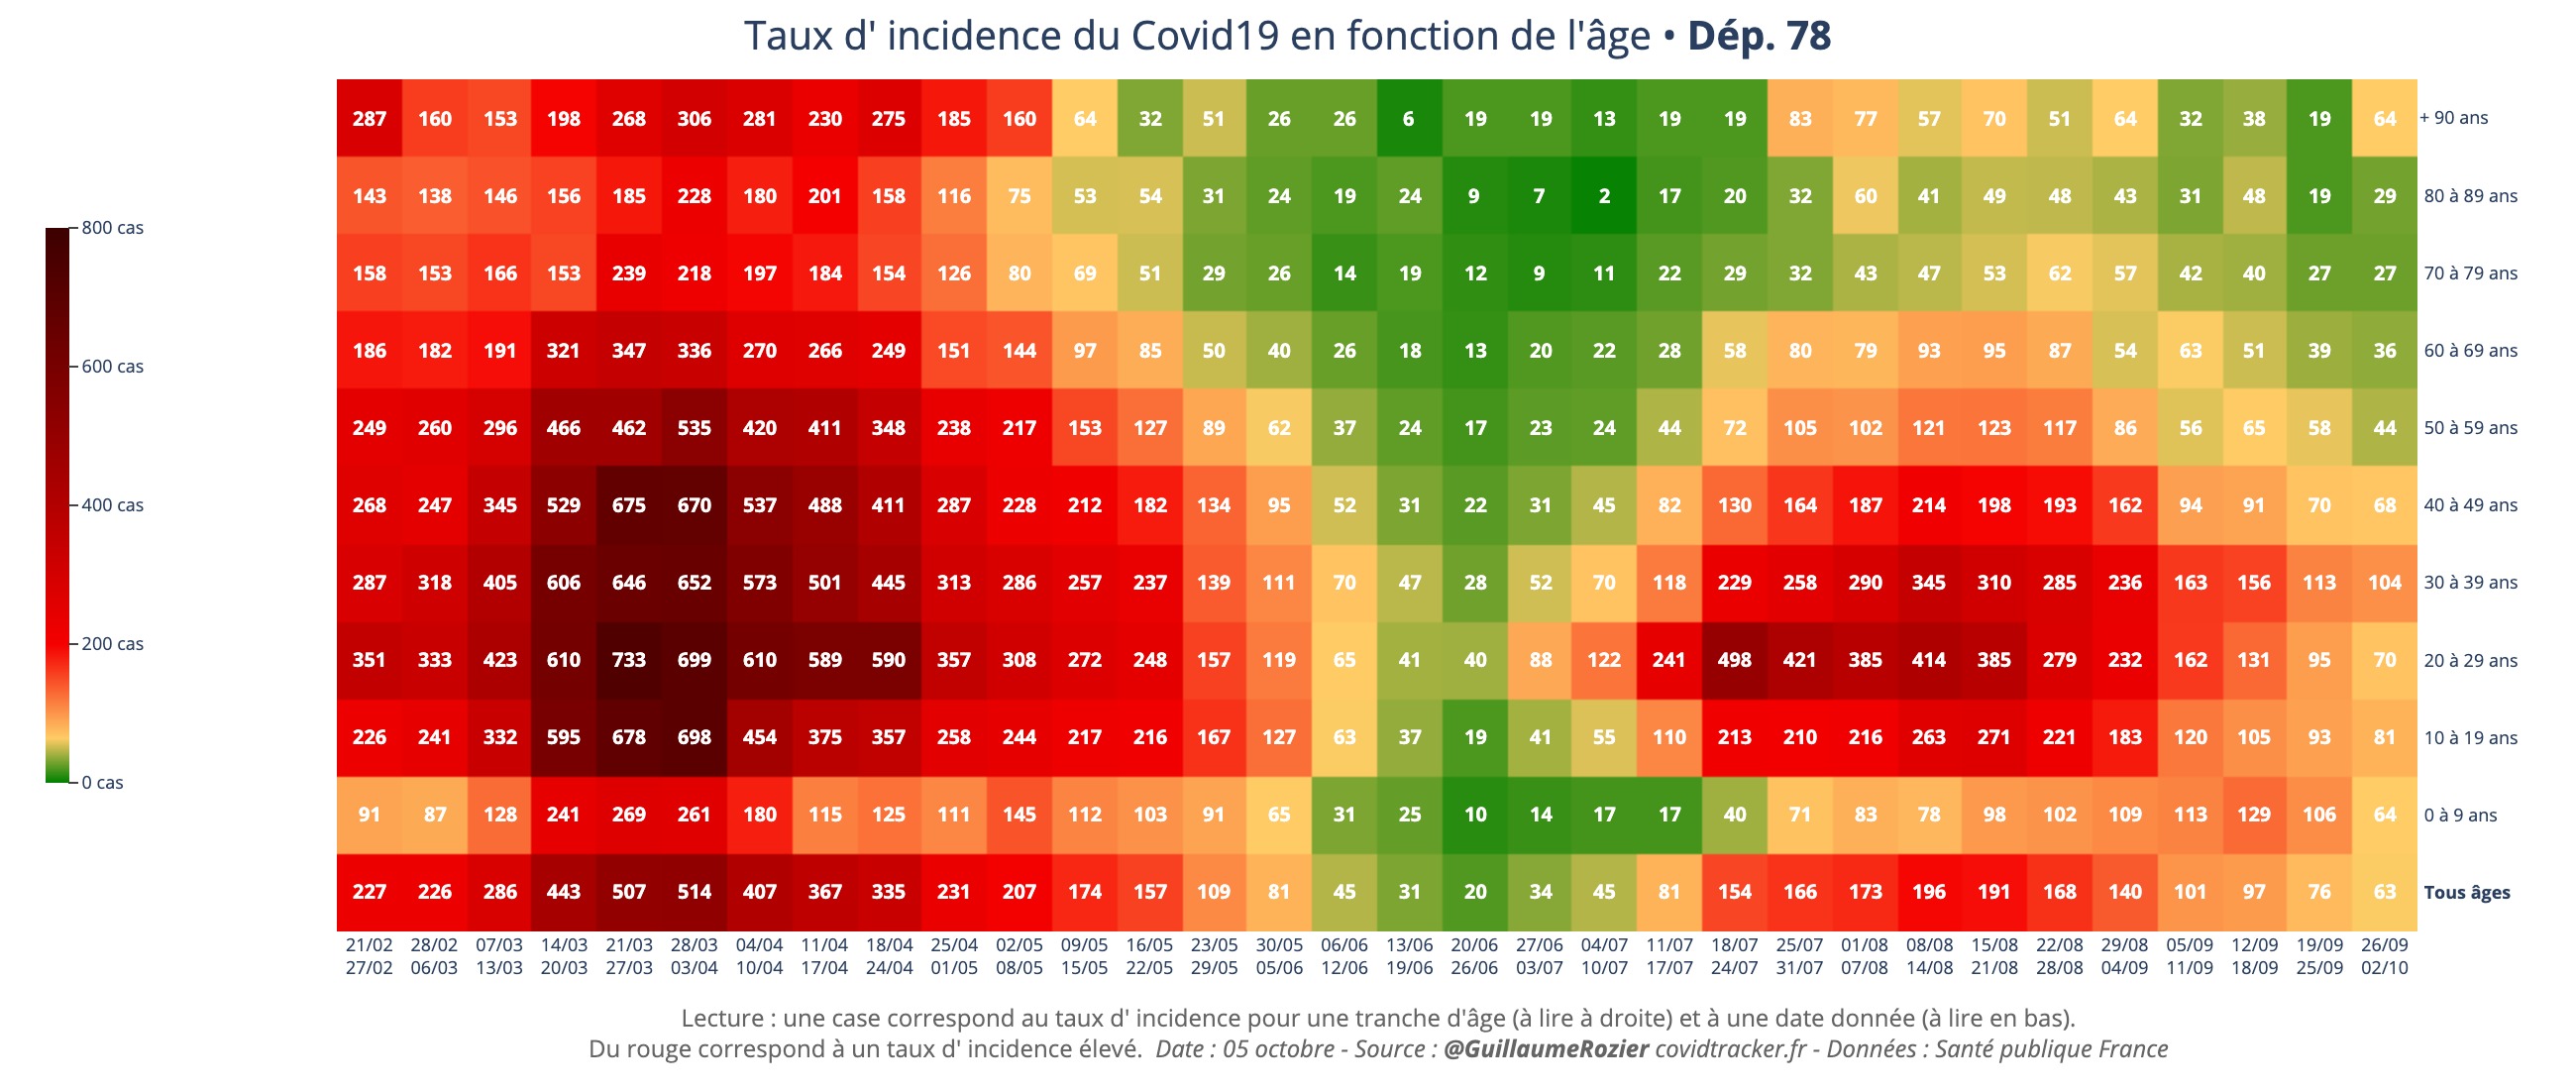 Taux d' incidence du Covid19 en fonction de l'âge • Dép. 78
287 160 153 198 268 306 281 230 275 185 160 64 32 51 26 26 6 19 19 13 19 19 83 77 57 70 51 64 32 38 19 64 + 90 ans
143 138 146 156 185 228 180 201 158 116 75 53 54 31 24 19 24 9 7 2 17 20 32 60 41 49 48 43 31 48 19 29 80 à 89 ans
800 cas
158 153 166 153 239 218 197 184 154 126 80 69 51 29 26 14 19 12 9 11 22 29 32 43 47 53 62 57 42 40 27 27 70 à 79 ans
186 182 191 321 347 336 270 266 249 151 144 97 85 50 40 26 18 13 20 22 28 58 80 79 93 95 87 54 63 51 39 36 60 à 69 ans
600 cas
249 260 296 466 462 535 420 411 348 238 217 153 127 89 62 37 24 17 23 24 44 72 105 102 121 123 117 86 56 65 58 44 50 à 59 ans
400 cas
268 247 345 529 675 670 537 488 411 287 228 212 182 134 95 52 31 22 31 45 82 130 164 187 214 198 193 162 94 91 70 68 40 à 49 ans
287 318 405 606 646 652 573 501 445 313 286 257 237 139 111 70 47 28 52 70 118 229 258 290 345 310 285 236 163 156 113 104 30 à 39 ans
200 cas
351 333 423 610 733 699 610 589 590 357 308 272 248 157 119 65 41 40 88 122 241 498 421 385 414 385 279 232 162 131 95 70 20 à 29 ans
226 241 332 595 678 698 454 375 357 258 244 217 216 167 127 63 37 19 41 55 110 213 210 216 263 271 221 183 120 105 93 81 10 à 19 ans
0 cas
91 87 128 241 269 261 180 115 125 111 145 112 103 91 65 31 25 10 14 17 17 40 71 83 78 98 102 109 113 129 106 64 0 à 9 ans
227 226 286 443 507 514 407 367 335 231 207 174 157 109 81 45 31 20 34 45 81 154 166 173 196 191 168 140 101 97 76 63 Tous âges
21/02 28/02 07/03 14/03 21/03 28/03 04/04 11/04 18/04 25/04 02/05 09/05 16/05 23/05 30/05 06/06 13/06 20/06 27/06 04/07 11/07 18/07 25/07 01/08 08/08 15/08 22/08 29/08 05/09 12/09 19/09 26/09
27/02 06/03 13/03 20/03 27/03 03/04 10/04 17/04 24/04 01/05 08/05 15/05 22/05 29/05 05/06 12/06 19/06 26/06 03/07 10/07 17/07 24/07 31/07 07/08 14/08 21/08 28/08 04/09 11/09 18/09 25/09 02/10
Lecture : une case correspond au taux d' incidence pour une tranche d'âge (à lire à droite) et à une date donnée (à lire en bas).
Du rouge correspond à un taux d' incidence élevé. Date : 05 octobre - Source : @GuillaumeRozier covidtracker.fr - Données : Santé publique France